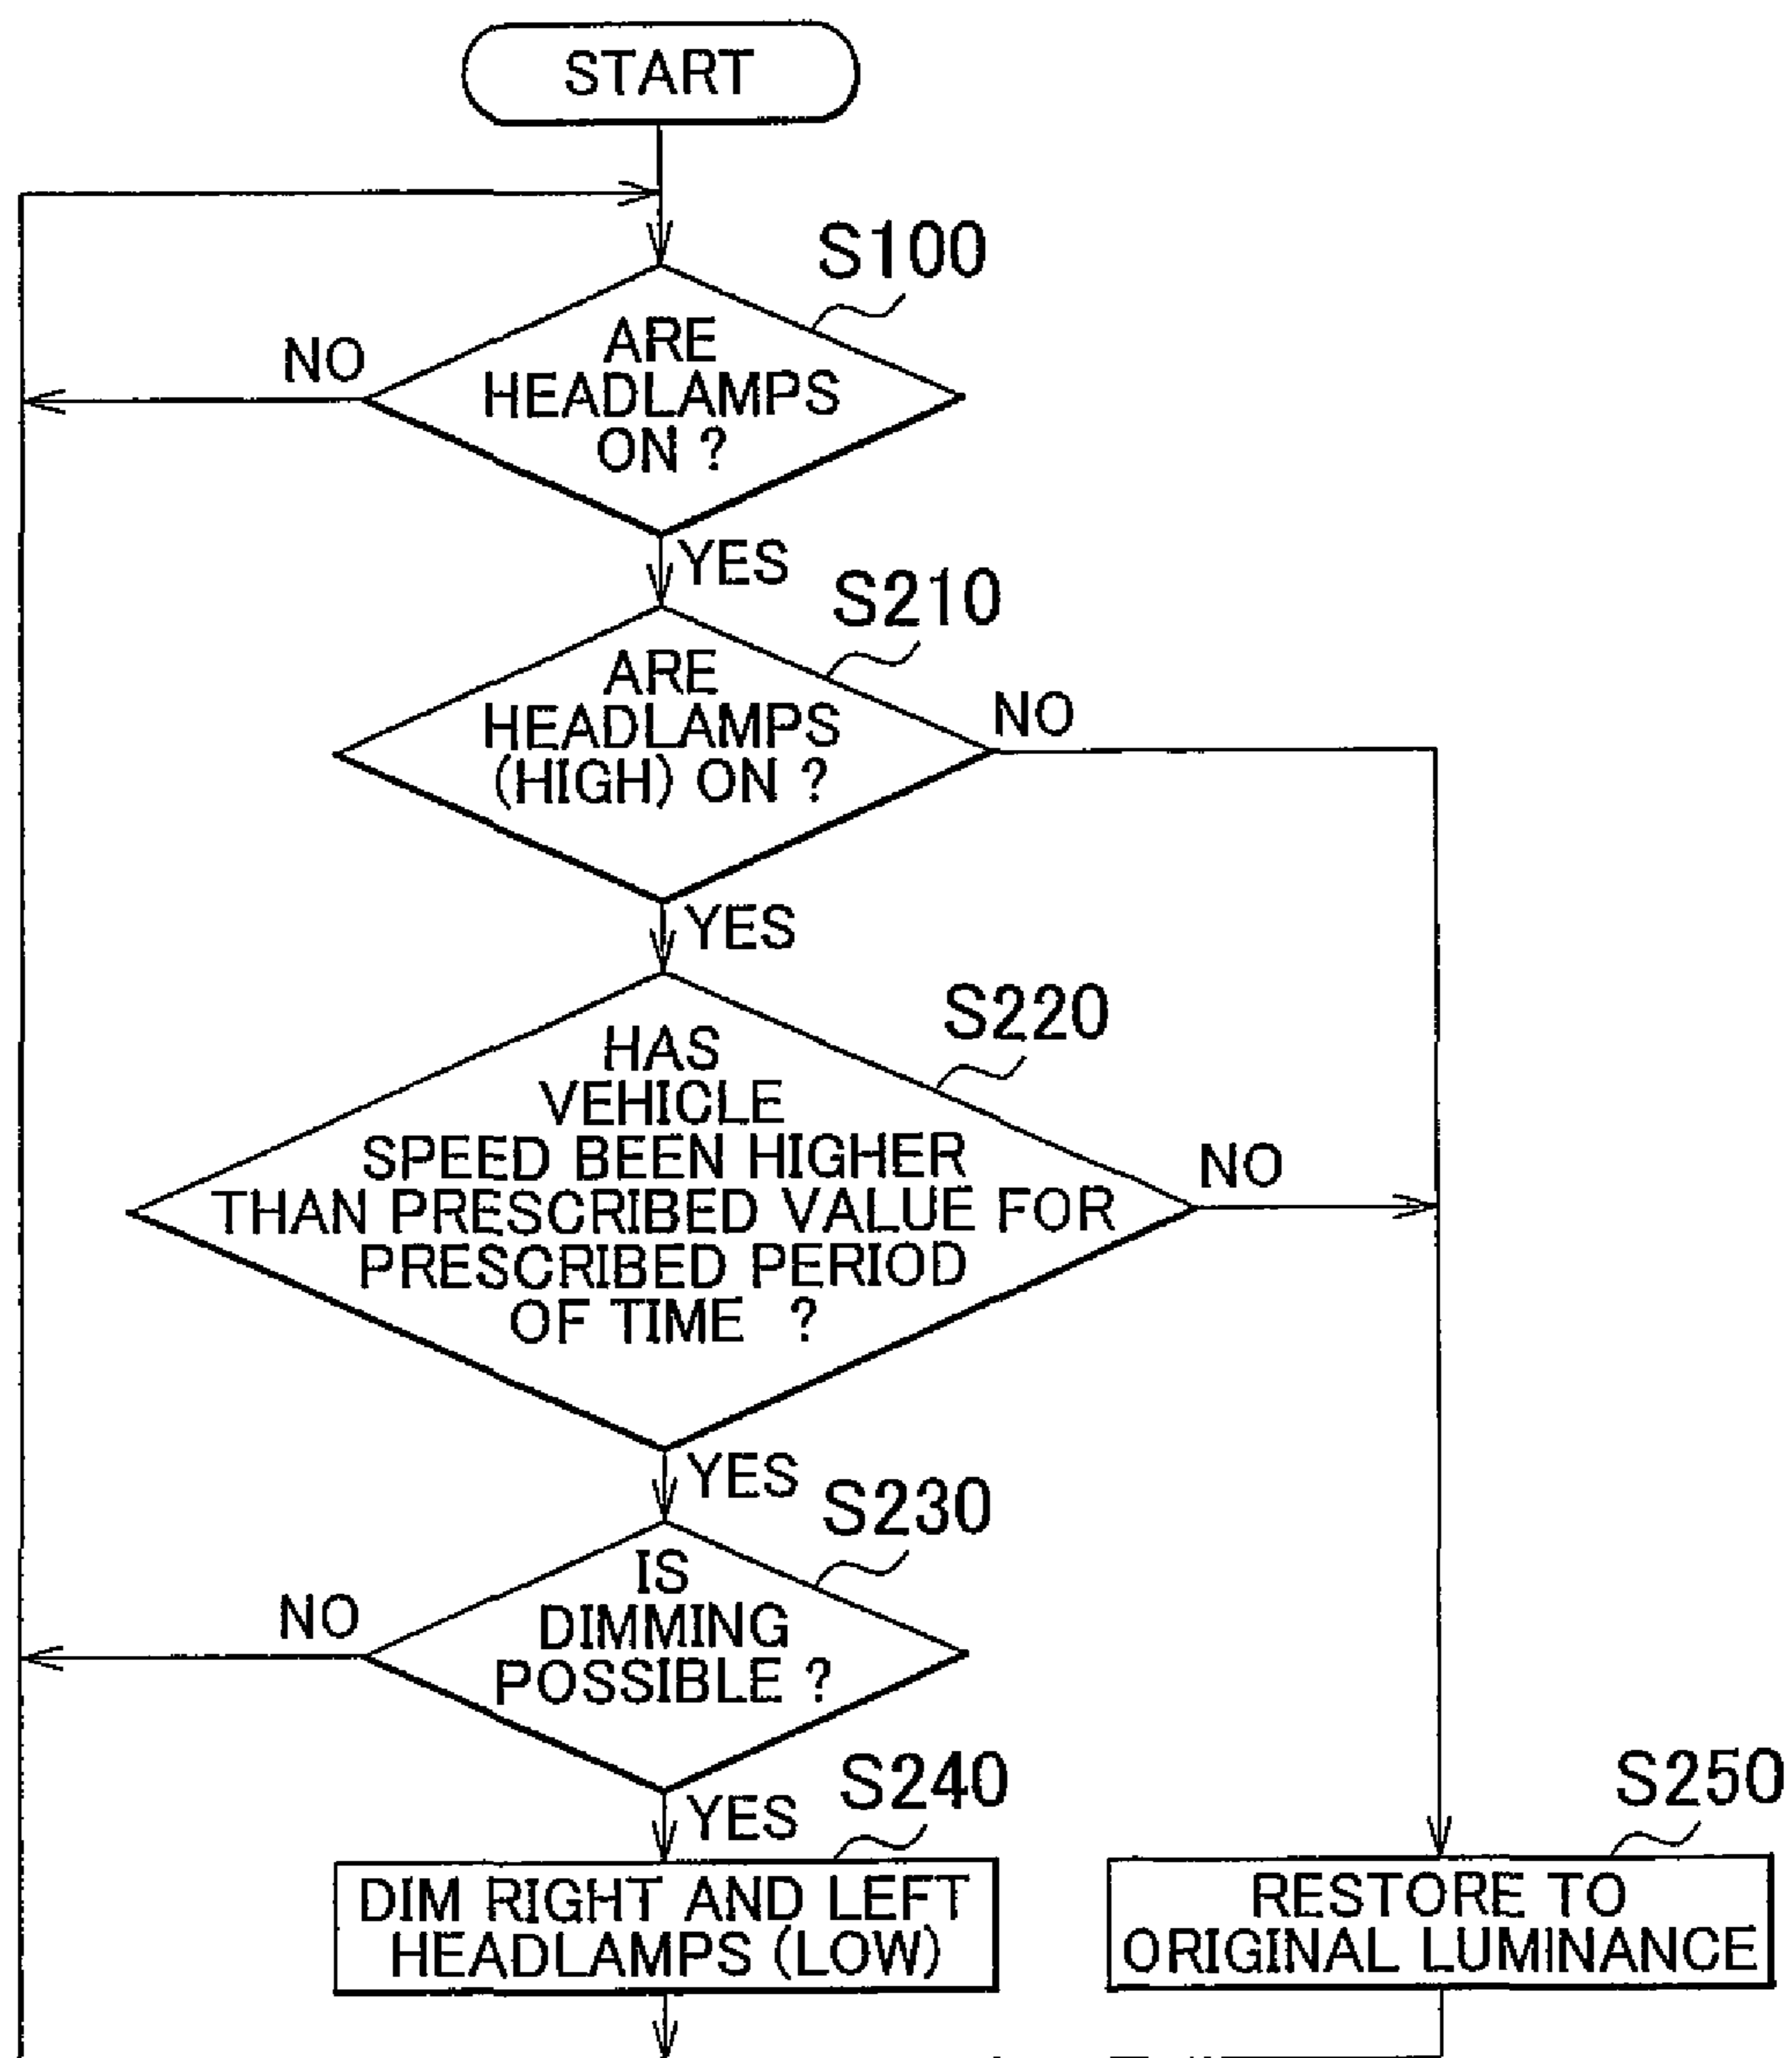 START
S100
ARE
HEADLAMPS
ON ?
NO
YES
S210
ARE
HEADLAMPS
(HIGH) ON ?
NO
YES
S220
HAS
VEHICLE
SPEED BEEN HIGHER
THAN PRESCRIBED VALUE FOR
PRESCRIBED PERIOD
OF TIME ?
NO
YES
S230
IS
DIMMING
POSSIBLE ?
NO
YES
S240
DIM RIGHT AND LEFT
HEADLAMPS (LOW)
S250
RESTORE TO
ORIGINAL LUMINANCE